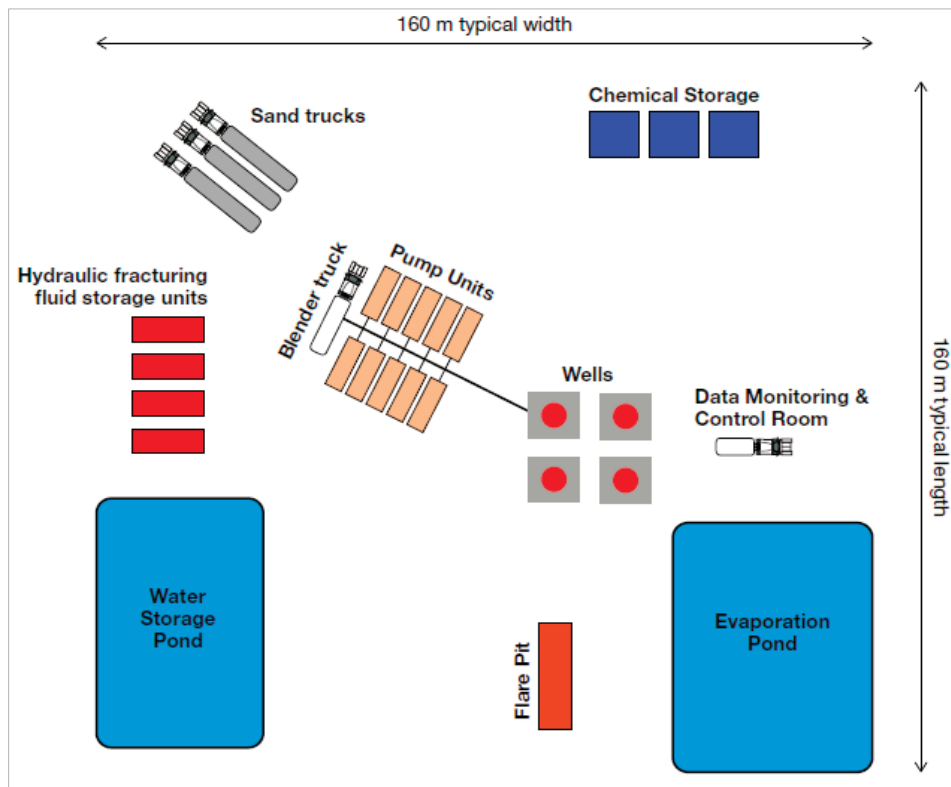 160 m typical width
Sand trucks
Chemical Storage
Hydraulic fracturing
fluid storage units
Blender truck
Pump Units
Wells
Data Monitoring &
Control Room
160 m typical length
Water
Storage
Pond
Flare Pit
Evaporation
Pond